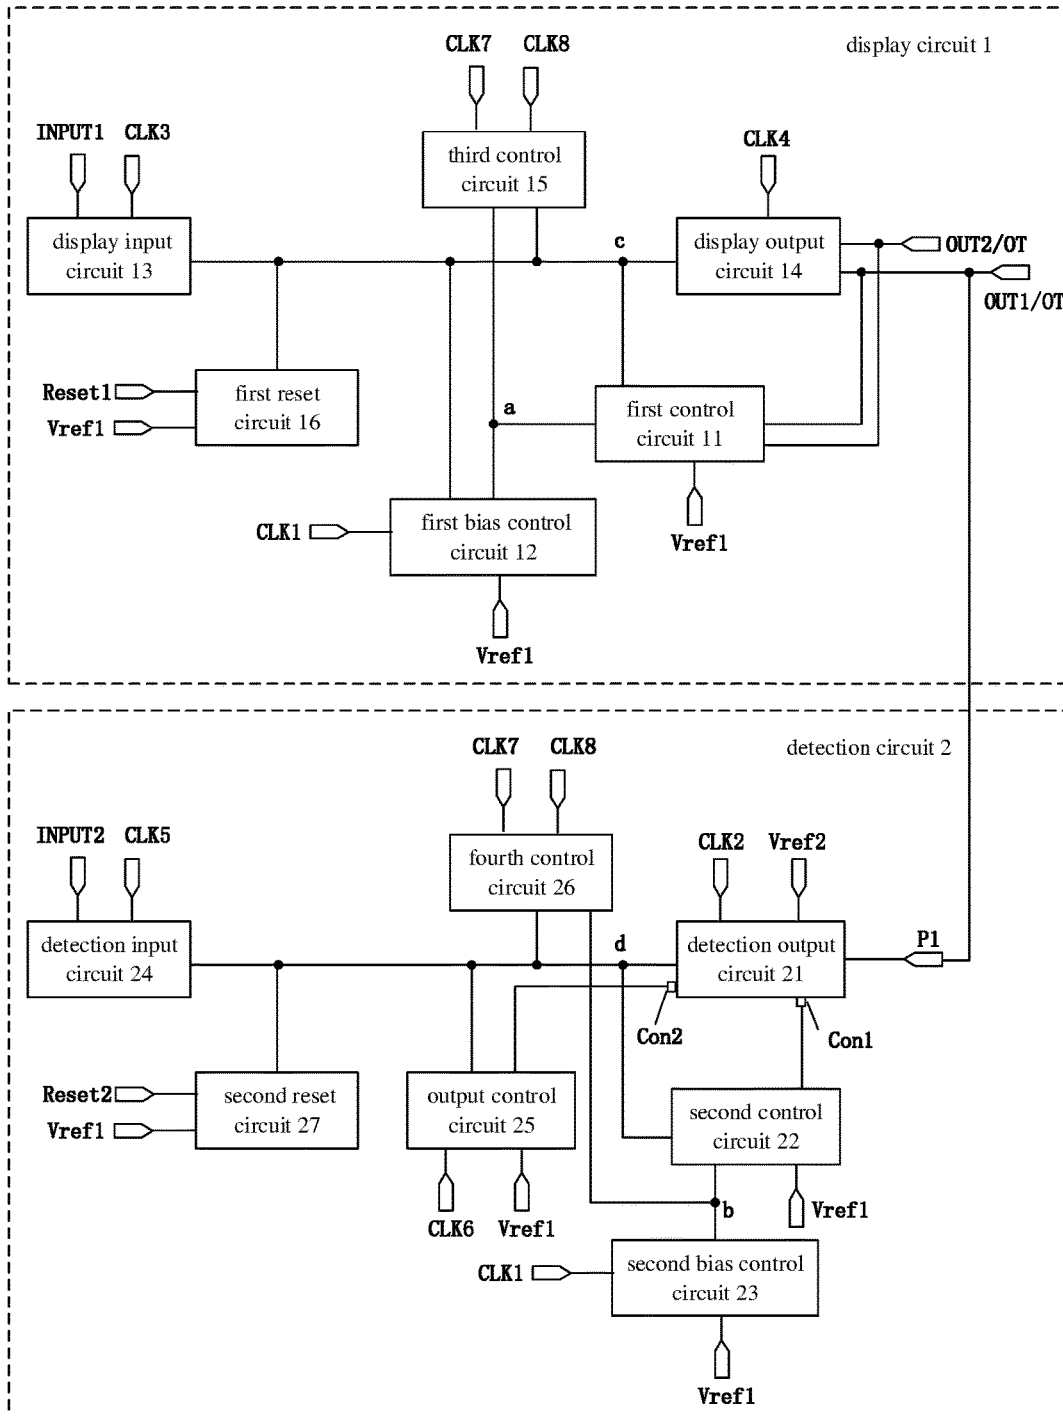 display circuit 1
CLK7
CLK8
INPUT1
CLK3
third control
circuit 15
CLK4
display input
circuit 13
c
display output
circuit 14
OUT2/OT
OUT1/OT
Reset1
Vref1
first reset
circuit 16
a
first control
circuit 11
CLK1
first bias control
circuit 12
Vref1
Vref1
detection circuit 2
CLK7
CLK8
INPUT2
CLK5
fourth control
circuit 26
CLK2
Vref2
detection input
circuit 24
d
detection output
circuit 21
P1
Con2
Con1
Reset2
Vref1
second reset
circuit 27
output control
circuit 25
second control
circuit 22
CLK6
Vref1
b
Vref1
CLK1
second bias control
circuit 23
Vref1